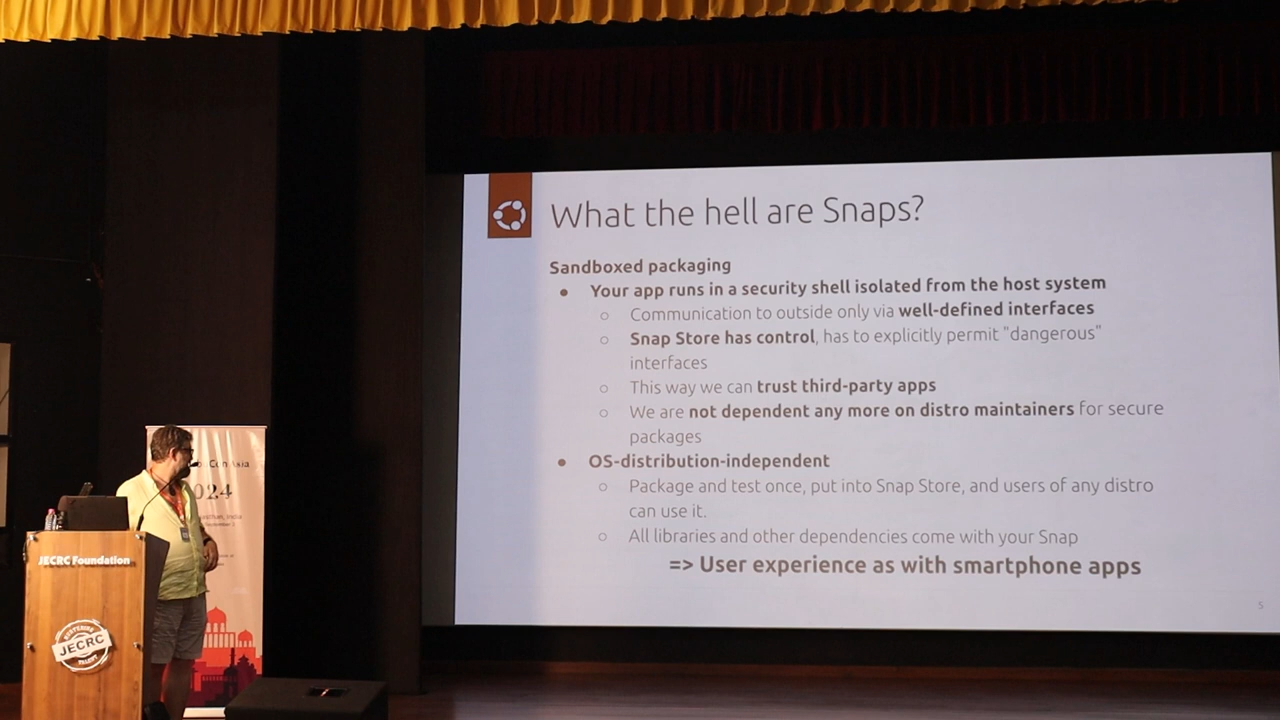 What the hell are Snaps?
Sandboxed packaging
● Your app runs in a security shell isolated from the host system
○ Communication to outside only via well-defined interfaces
○ Snap Store has control, has to explicitly permit "dangerous"
interfaces
○ This way we can trust third-party apps
○ We are not dependent any more on distro maintainers for secure
packages
● OS-distribution-independent
○ Package and test once, put into Snap Store, and users of any distro
can use it.
○ All libraries and other dependencies come with your Snap
=> User experience as with smartphone apps
5
Asia
024
India
JECRC Foundation
JECRC